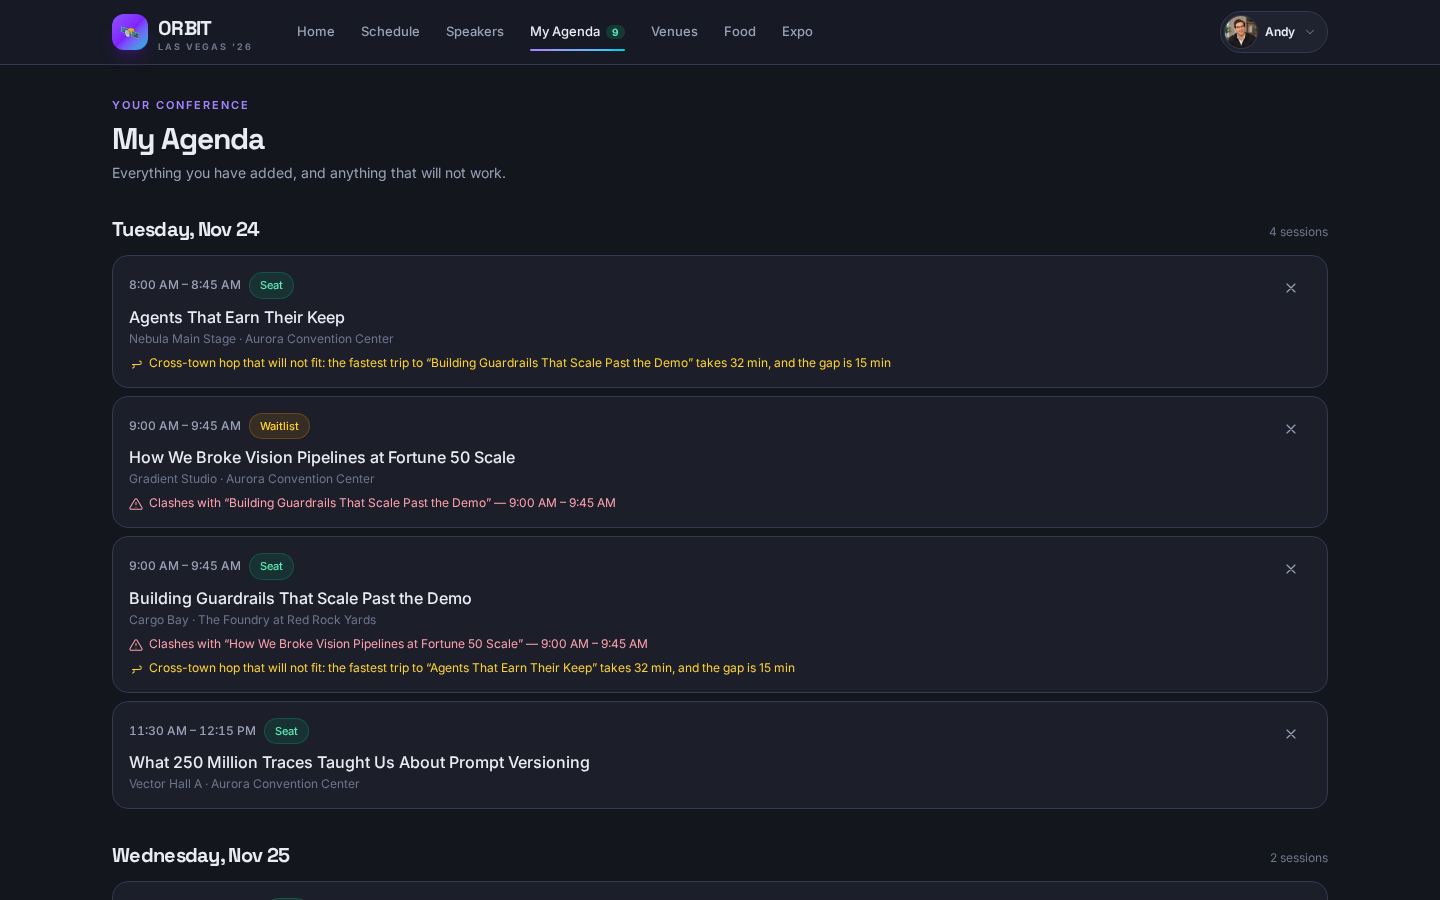 ORBIT
LAS VEGAS '26
Home
Schedule
Speakers
My Agenda 9
Venues
Food
Expo
Andy
YOUR CONFERENCE
My Agenda
Everything you have added, and anything that will not work.
Tuesday, Nov 24
4 sessions
8:00 AM – 8:45 AM Seat
Agents That Earn Their Keep
Nebula Main Stage · Aurora Convention Center
Cross-town hop that will not fit: the fastest trip to “Building Guardrails That Scale Past the Demo” takes 32 min, and the gap is 15 min
9:00 AM – 9:45 AM Waitlist
How We Broke Vision Pipelines at Fortune 50 Scale
Gradient Studio · Aurora Convention Center
Clashes with “Building Guardrails That Scale Past the Demo” — 9:00 AM – 9:45 AM
9:00 AM – 9:45 AM Seat
Building Guardrails That Scale Past the Demo
Cargo Bay · The Foundry at Red Rock Yards
Clashes with “How We Broke Vision Pipelines at Fortune 50 Scale” — 9:00 AM – 9:45 AM
Cross-town hop that will not fit: the fastest trip to “Agents That Earn Their Keep” takes 32 min, and the gap is 15 min
11:30 AM – 12:15 PM Seat
What 250 Million Traces Taught Us About Prompt Versioning
Vector Hall A · Aurora Convention Center
Wednesday, Nov 25
2 sessions